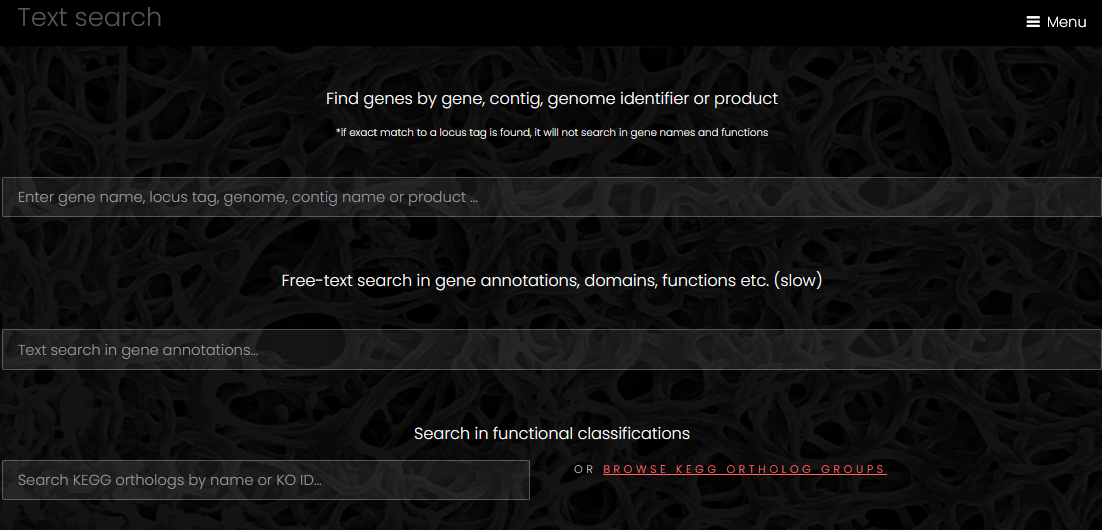 Text search
Menu
Find genes by gene, contig, genome identifier or product
*if exact match to a locus tag is found, it will not search in gene names and functions
Enter gene name, locus tag, genome, contig name or product ...
Free-text search in gene annotations, domains, functions etc. (slow)
Text search in gene annotations...
Search in functional classifications
Search KEGG orthologs by name or KO ID...
OR BROWSE KEGG ORTHOLOG GROUPS